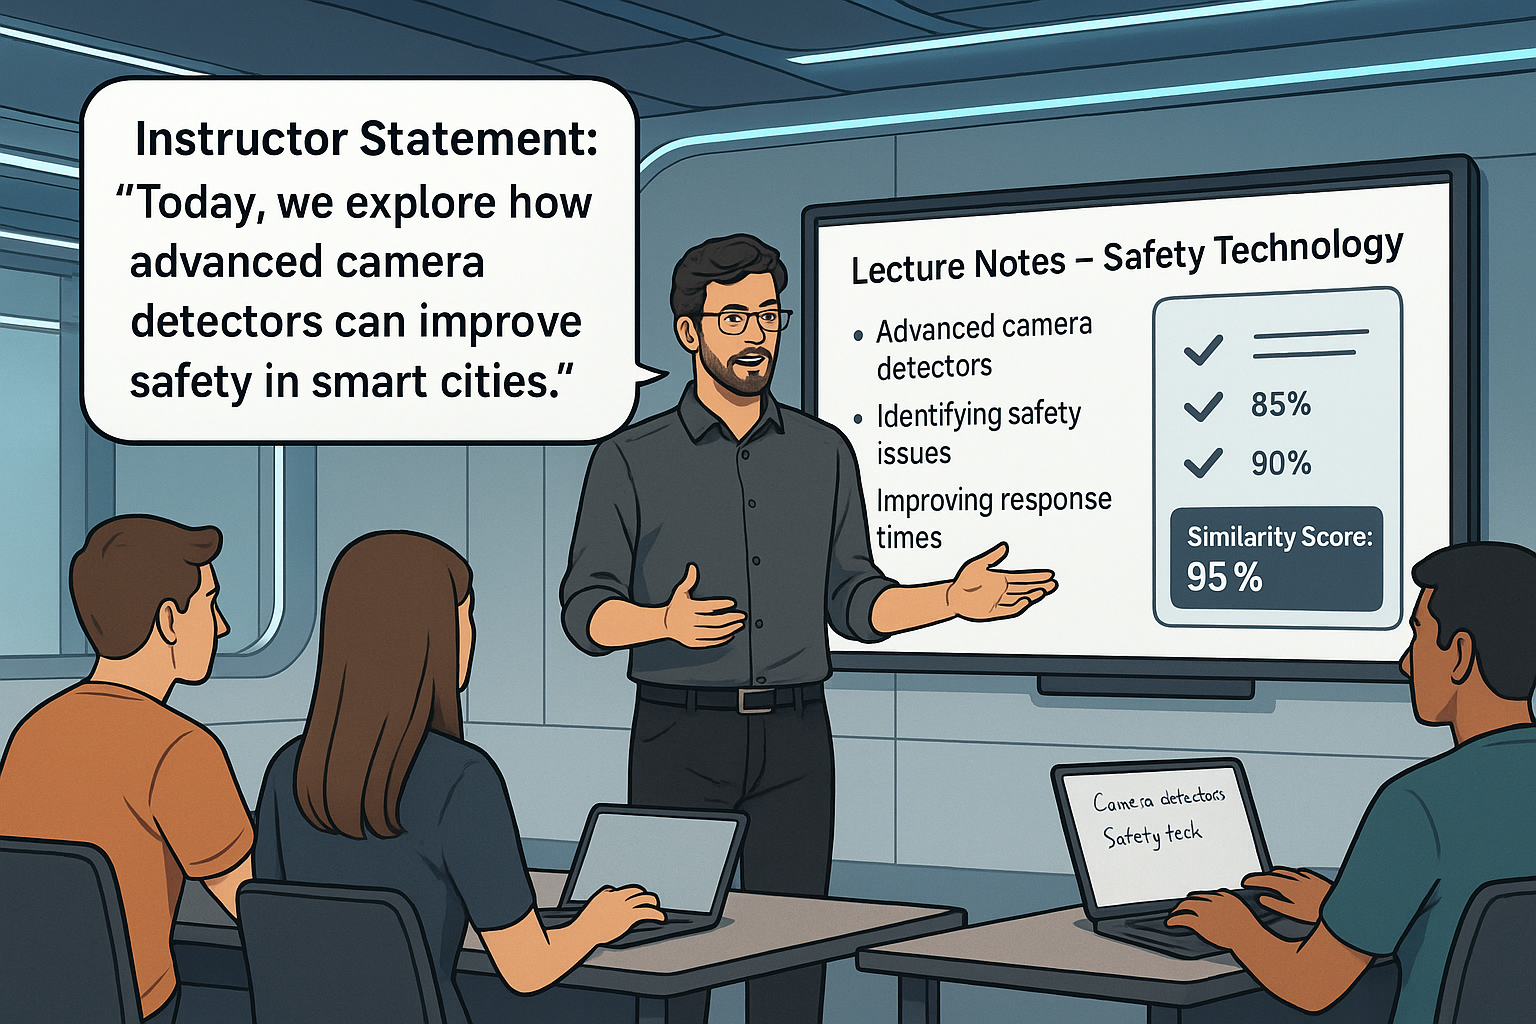 Instructor Statement:
“Today, we explore how
advanced camera
detectors can improve
safety in smart cities.”
Lecture Notes – Safety Technology
• Advanced camera
detectors
• Identifying safety
issues
Improving response
times
85%
90%
Similarity Score:
95%
Camera detectors
Safety teck